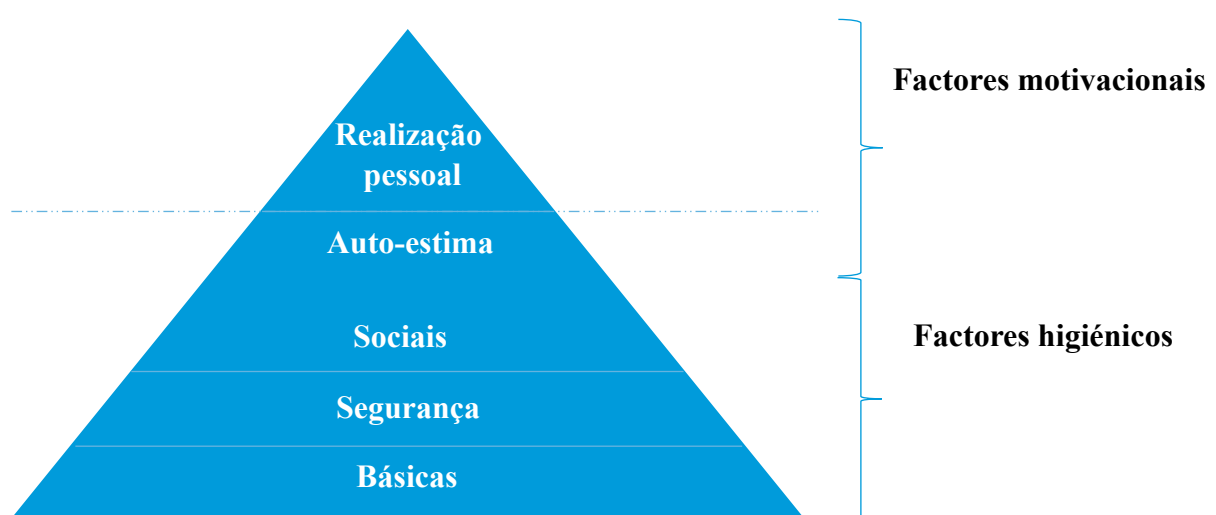 Factores motivacionais
Realização
pessoal
Auto-estima
Sociais
Factores higiénicos
Segurança
Básicas